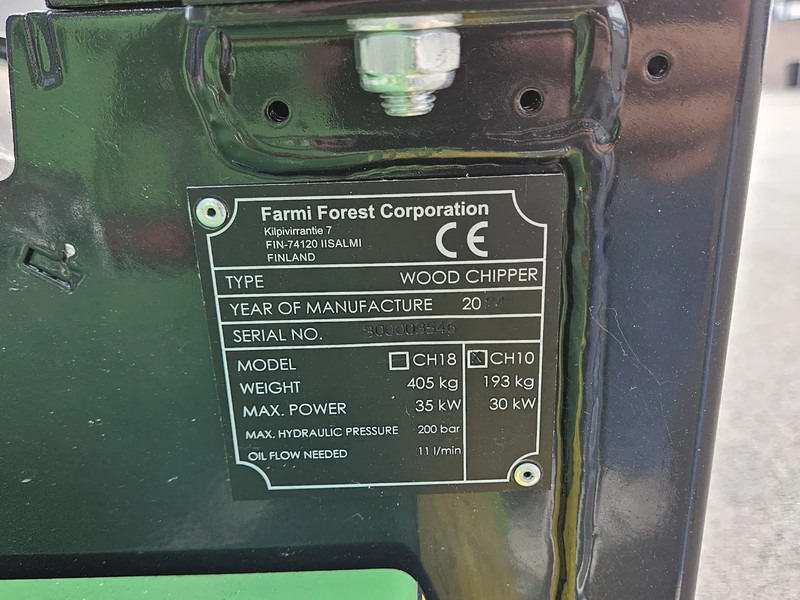 Farmi Forest Corporation
Kilpivirrantie 7
FIN-74120 IISALMI
FINLAND
CE
TYPE WOOD CHIPPER
YEAR OF MANUFACTURE 20
SERIAL NO.
MODEL CH18 CH10
WEIGHT 405 kg 193 kg
MAX. POWER 35 kW 30 kW
MAX. HYDRAULIC PRESSURE 200 bar
OIL FLOW NEEDED 11 l/min